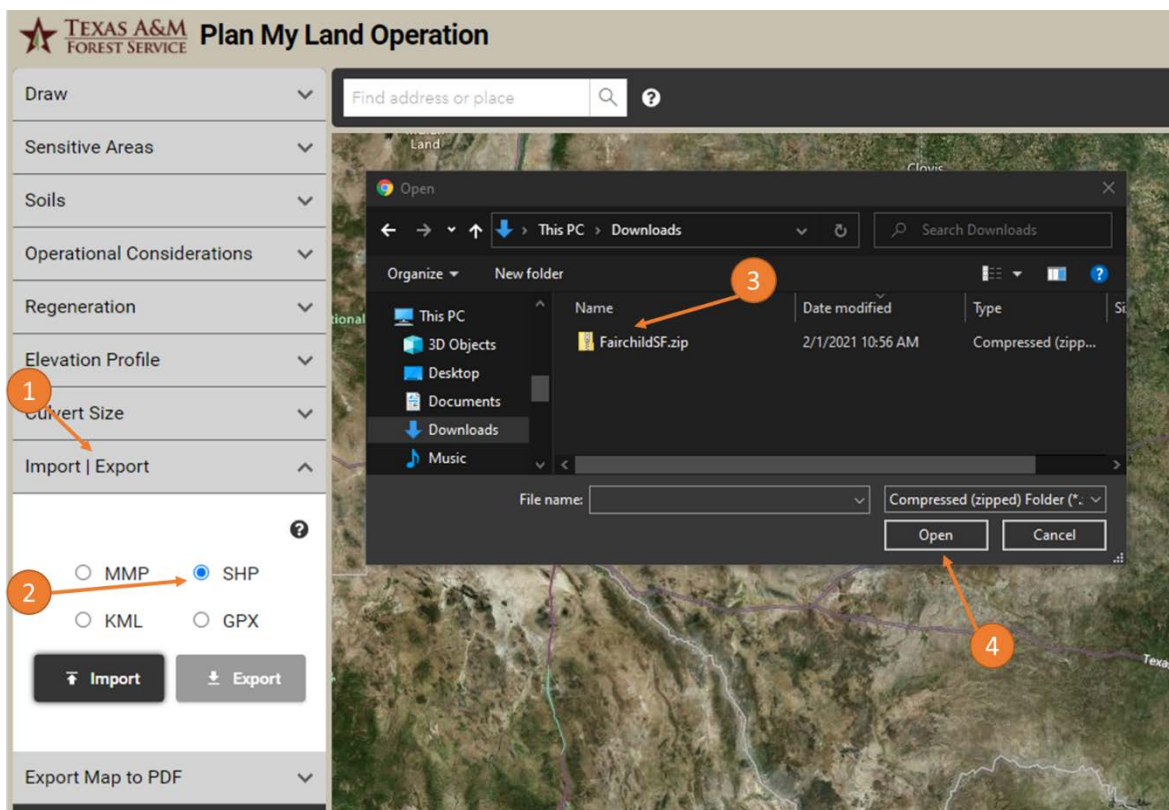 TEXAS A&M
FOREST SERVICE
Plan My Land Operation
Draw
Sensitive Areas
Soils
Operational Considerations
Regeneration
Elevation Profile
1
Culvert Size
Import | Export
MMP
SHP
2
KML
GPX
Import
Export
Export Map to PDF
Find address or place
?
Land
Clovis
Open
This PC > Downloads
Search Downloads
Organize
New folder
3
?
This PC
3D Objects
Desktop
Documents
Downloads
Music
Name
Date modified
Type
FairchildSF.zip
2/1/2021 10:56 AM
Compressed (zipp...
File name:
Compressed (zipped) Folder (*.
Open
Cancel
4
?
tional
Si
Texa